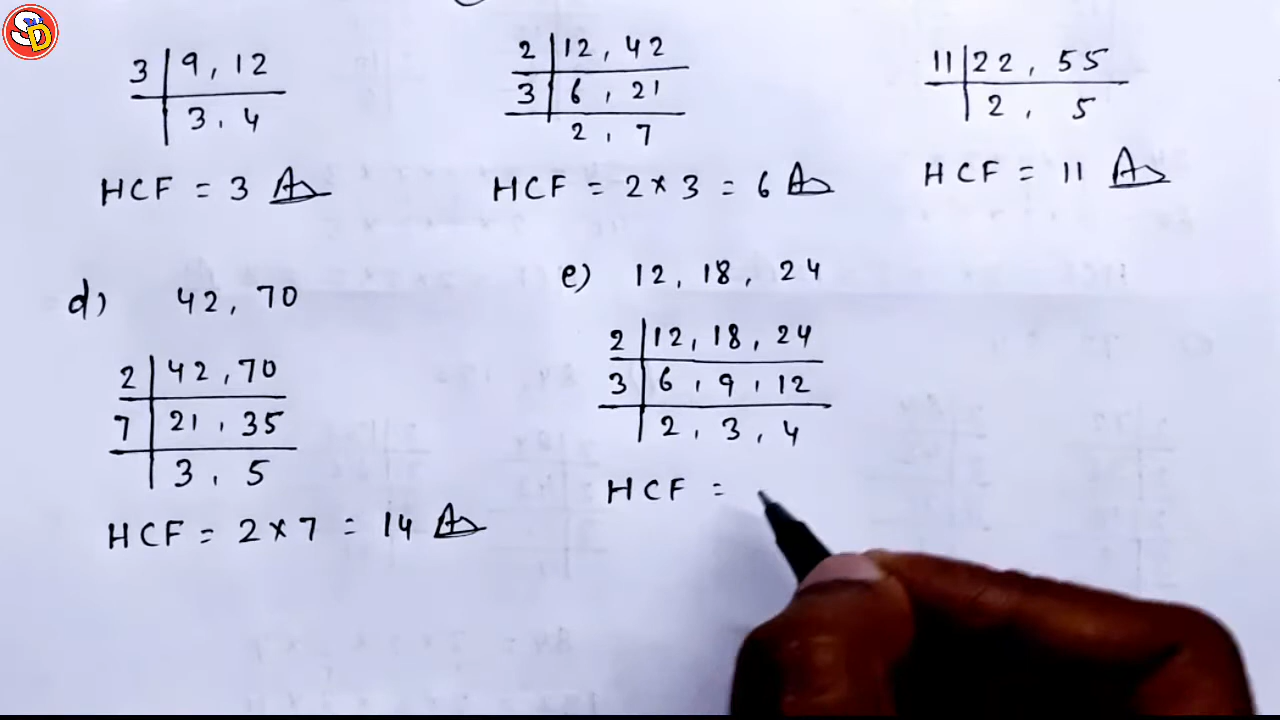 SD
3 | 9, 12
3, 4
HCF = 3 Ans
2 | 12, 42
3 | 6, 21
2, 7
HCF = 2 × 3 = 6 Ans
11 | 22, 55
2, 5
HCF = 11 Ans
d) 42, 70
2 | 42, 70
7 | 21, 35
3, 5
HCF = 2 × 7 = 14 Ans
e) 12, 18, 24
2 | 12, 18, 24
3 | 6, 9, 12
2, 3, 4
HCF =